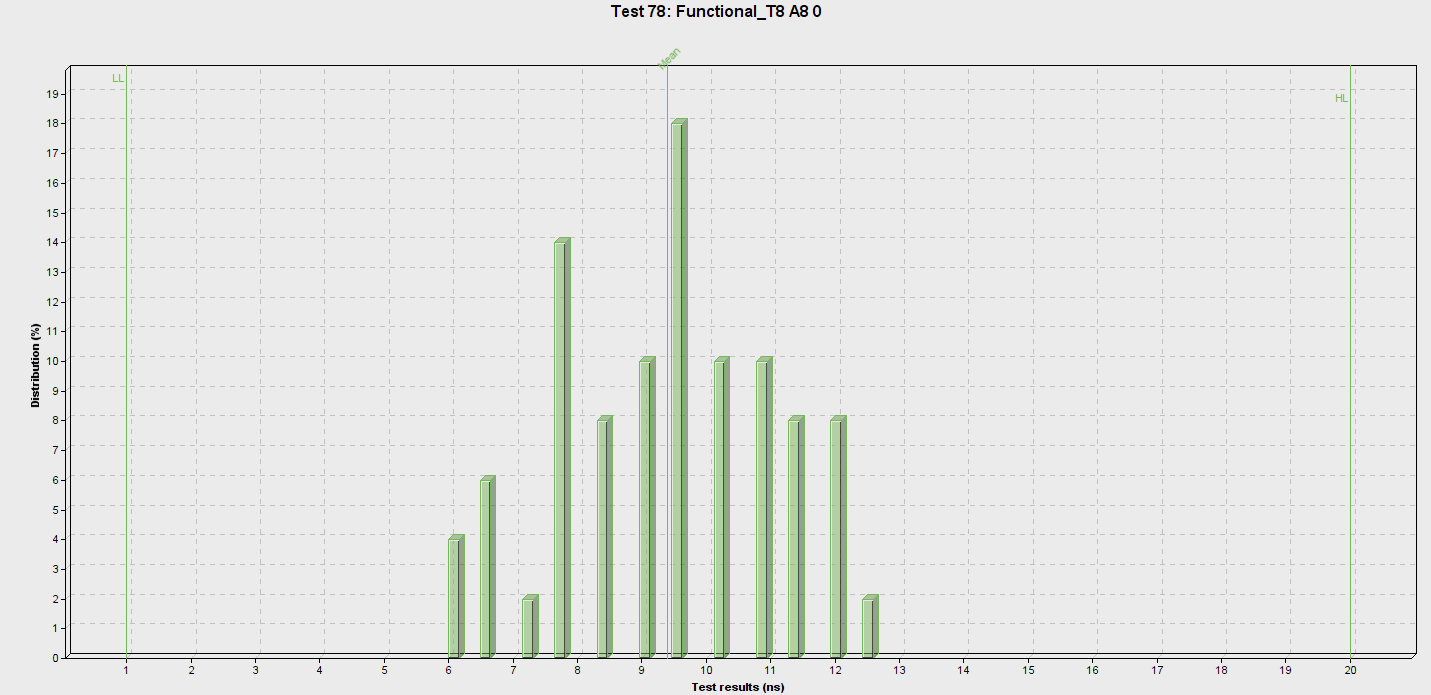 Test 78: Functional_T8 A8 0
Mean
LL
HL
19
18
17
16
15
14
13
12
11
10
9
8
7
6
5
4
3
2
1
0
Distribution (%)
1 2 3 4 5 6 7 8 9 10 11 12 13 14 15 16 17 18 19 20
Test results (ns)